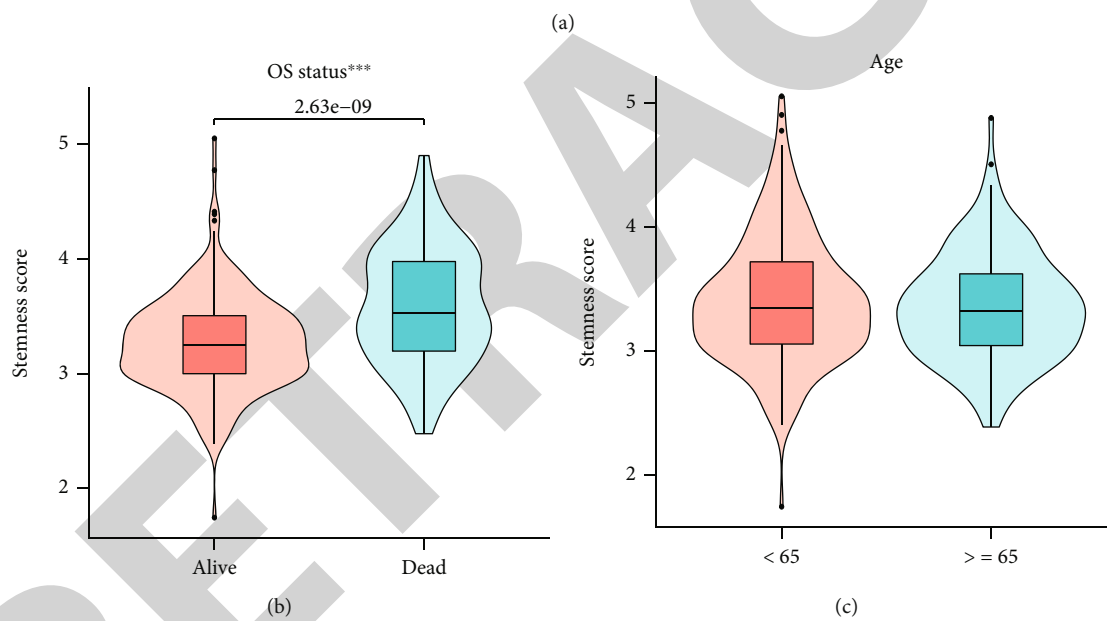 (a)
OS status***
2.63e−09
Stemness score
5
4
3
2
Alive
Dead
(b)
Age
Stemness score
5
4
3
2
< 65
> = 65
(c)